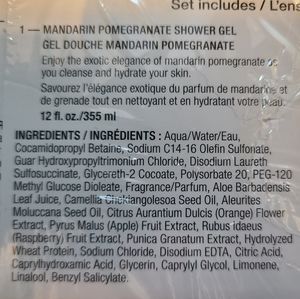 Set includes / L'ens
1 — MANDARIN POMEGRANATE SHOWER GEL
GEL DOUCHE MANDARIN POMEGRANATE
Enjoy the exotic elegance of mandarin pomegranate as
you cleanse and hydrate your skin.
Savourez l'élégance exotique du parfum de mandarine et
de grenade tout en nettoyant et en hydratant votre peau.
12 fl. oz./355 ml
INGREDIENTS / INGRÉDIENTS : Aqua/Water/Eau,
Cocamidopropyl Betaine, Sodium C14-16 Olefin Sulfonate,
Guar Hydroxypropyltrimonium Chloride, Disodium Laureth
Sulfosuccinate, Glycereth-2 Cocoate, Polysorbate 20, PEG-120
Methyl Glucose Dioleate, Fragrance/Parfum, Aloe Barbadensis
Leaf Juice, Camellia Chekiangoleosa Seed Oil, Aleurites
Moluccana Seed Oil, Citrus Aurantium Dulcis (Orange) Flower
Extract, Pyrus Malus (Apple) Fruit Extract, Rubus Idaeus
(Raspberry) Fruit Extract, Punica Granatum Extract, Hydrolyzed
Wheat Protein, Sodium Chloride, Disodium EDTA, Citric Acid,
Caprylhydroxamic Acid, Glycerin, Caprylyl Glycol, Limonene,
Linalool, Benzyl Salicylate.